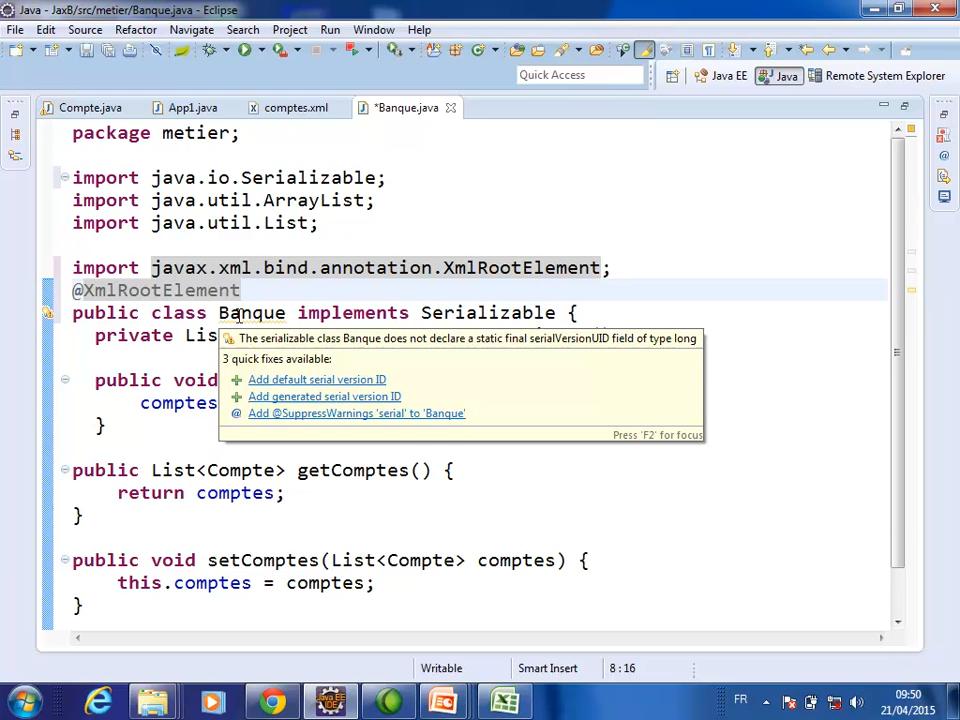 Java - JaxB/src/metier/Banque.java - Eclipse
File Edit Source Refactor Navigate Search Project Run Window Help
Quick Access
Java EE
Java
Remote System Explorer
Compte.java
App1.java
comptes.xml
*Banque.java
package metier;
import java.io.Serializable;
import java.util.ArrayList;
import java.util.List;
import javax.xml.bind.annotation.XmlRootElement;
@XmlRootElement
public class Banque implements Serializable {
private Lis
The serializable class Banque does not declare a static final serialVersionUID field of type long
3 quick fixes available:
Add default serial version ID
Add generated serial version ID
Add @SuppressWarnings 'serial' to 'Banque'
Press 'F2' for focus
public void
comptes
}
public List<Compte> getComptes() {
return comptes;
}
public void setComptes(List<Compte> comptes) {
this.comptes = comptes;
}
Writable
Smart Insert
8 : 16
FR
09:50
21/04/2015